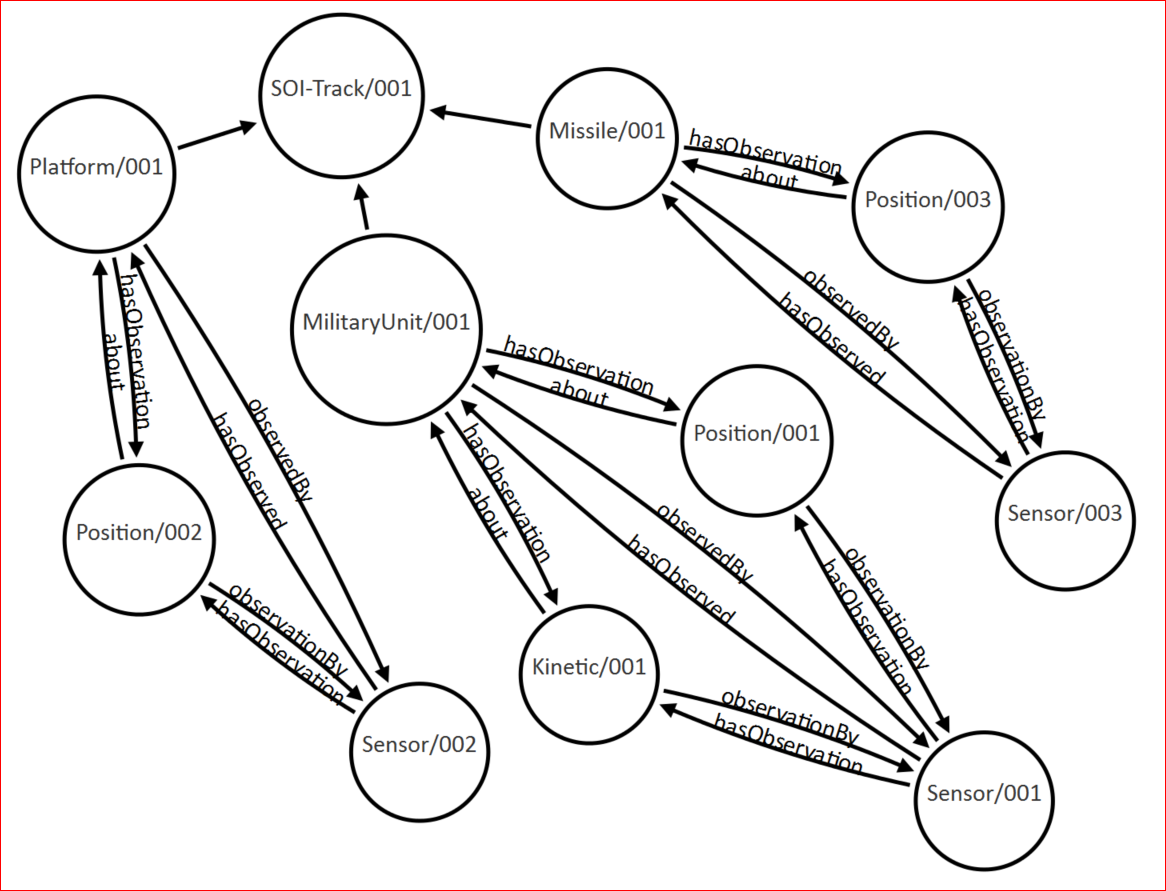 SOI-Track/001
Missile/001
Platform/001
hasObservation
about
Position/003
MilitaryUnit/001
hasObservation
about
observedBy
hasObserved
observationBy
hasObservation
hasObservation
about
Position/001
observedBy
hasObserved
hasObservation
about
Position/002
observedBy
hasObserved
Sensor/003
observationBy
hasObservation
observationBy
hasObservation
Kinetic/001
observationBy
hasObservation
Sensor/002
Sensor/001